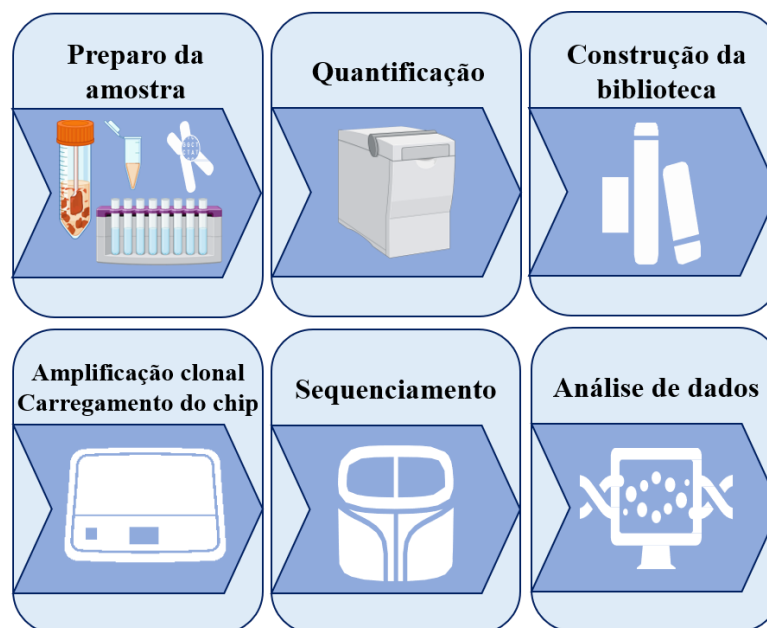 Preparo da
amostra
Quantificação
Construção da
biblioteca
Amplificação clonal
Carregamento do chip
Sequenciamento
Análise de dados